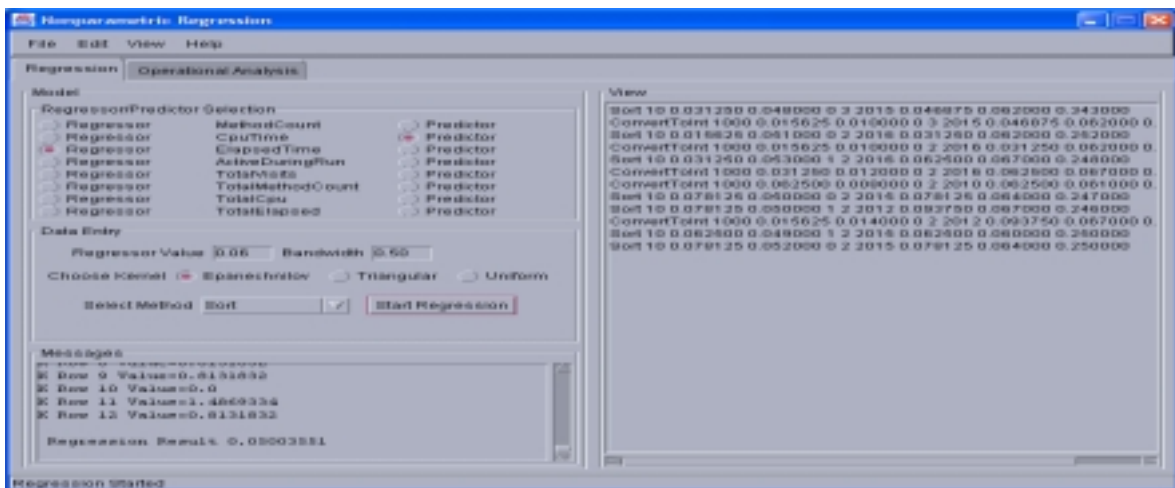 Nonparametric Regression
File Edit View Help
Regression Operational Analysis
Model
Regressor/Predictor Selection
Regressor MethodCount Predictor
Regressor CpuTime Predictor
Regressor ElapsedTime Predictor
Regressor ActiveDuringRun Predictor
Regressor TotalVisits Predictor
Regressor TotalMethodCount Predictor
Regressor TotalCpu Predictor
Regressor TotalElapsed Predictor
Data Entry
Regressor Value 0.06 Bandwidth 0.50
Choose Kernel Epanechnikov Triangular Uniform
Select Method Sort Start Regression
Messages
K Row 9 Value=0.8131832
K Row 10 Value=0.0
K Row 11 Value=1.4869334
K Row 12 Value=0.8131832
Regression Result
Regression Started
View
Sort 10 0.031250 0.048000 0 3 2015 0.046875 0.062000 0.343000
ConvertToInt 1000 0.015625 0.010000 0 3 2015 0.046875 0.062000 0.
Sort 10 0.015625 0.051000 0 2 2016 0.031250 0.062000 0.252000
ConvertToInt 1000 0.015625 0.010000 0 2 2016 0.031250 0.062000 0.
Sort 10 0.031250 0.053000 1 2 2016 0.062500 0.067000 0.248000
ConvertToInt 1000 0.031250 0.012000 0 2 2016 0.062500 0.067000 0.
ConvertToInt 1000 0.062500 0.2 2010 0.062500 0.061000 0.
Sort 10 0.078125 0.050000 0 2 2015 0.078125 0.064000 0.247000
Sort 10 0.078125 0.050000 1 2 2012 0.093750 0.067000 0.246000
ConvertToInt 1000 0.015625 0.014000 0 2 2012 0.093750 0.067000 0.
Sort 10 0.062500 0.049000 1 2 2016 0.062500 0.060000 0.250000
Sort 10 0.078125 0.052000 0 2 2015 0.078125 0.064000 0.250000